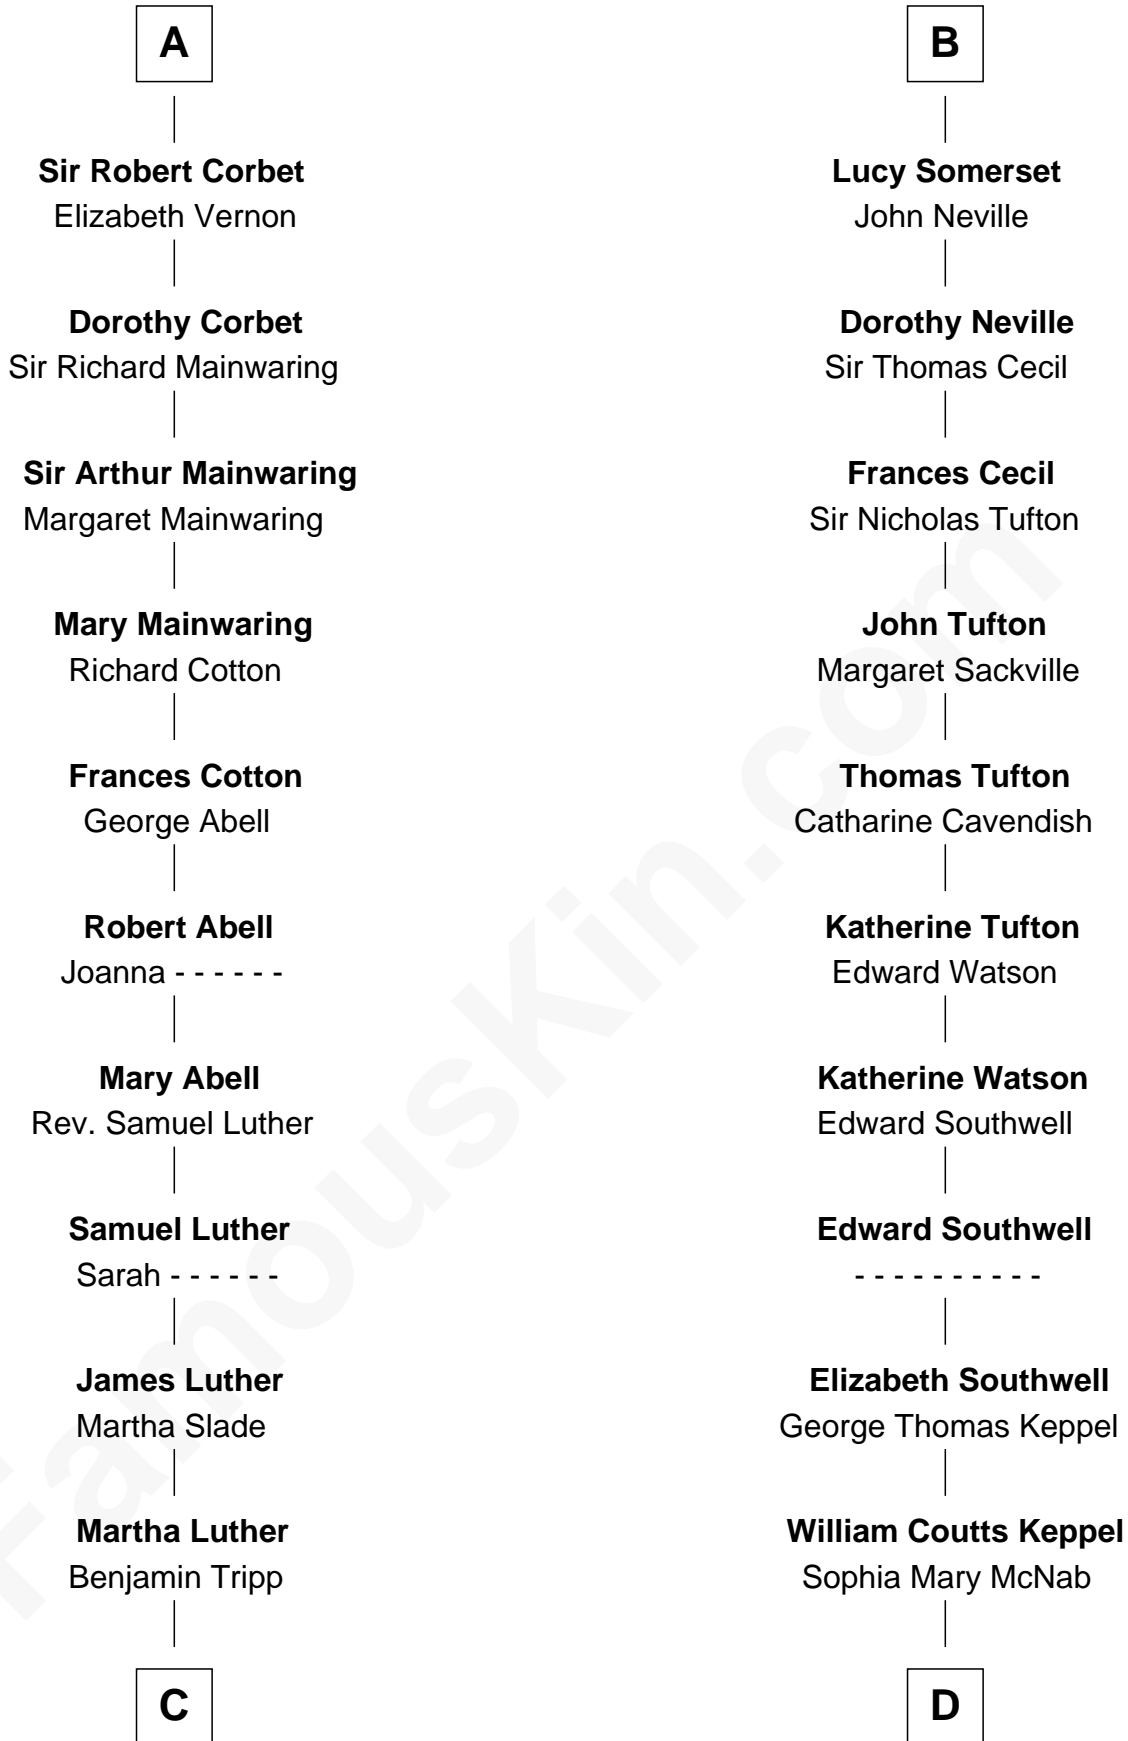 A
Sir Robert Corbet
Elizabeth Vernon
Dorothy Corbet
Sir Richard Mainwaring
Sir Arthur Mainwaring
Margaret Mainwaring
Mary Mainwaring
Richard Cotton
Frances Cotton
George Abell
Robert Abell
Joanna - - - - - -
Mary Abell
Rev. Samuel Luther
Samuel Luther
Sarah - - - - - -
James Luther
Martha Slade
Martha Luther
Benjamin Tripp
C
B
Lucy Somerset
John Neville
Dorothy Neville
Sir Thomas Cecil
Frances Cecil
Sir Nicholas Tufton
John Tufton
Margaret Sackville
Thomas Tufton
Catharine Cavendish
Katherine Tufton
Edward Watson
Katherine Watson
Edward Southwell
Edward Southwell
- - - - - - - - - -
Elizabeth Southwell
George Thomas Keppel
William Coutts Keppel
Sophia Mary McNab
D
FamousKin.com